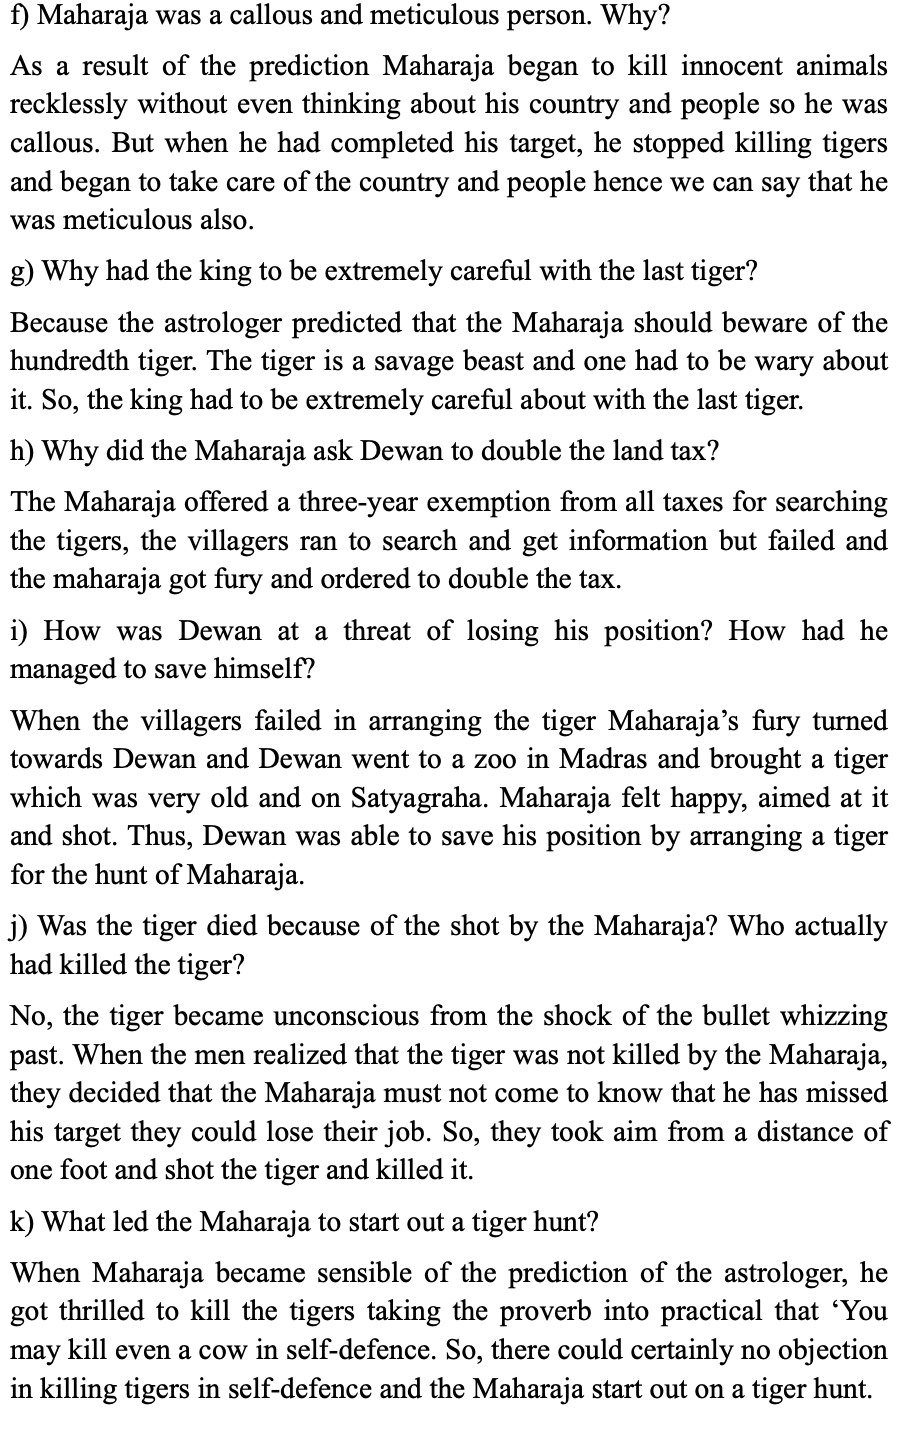 f) Maharaja was a callous and meticulous person. Why?
As a result of the prediction Maharaja began to kill innocent animals
recklessly without even thinking about his country and people so he was
callous. But when he had completed his target, he stopped killing tigers
and began to take care of the country and people hence we can say that he
was meticulous also.
g) Why had the king to be extremely careful with the last tiger?
Because the astrologer predicted that the Maharaja should beware of the
hundredth tiger. The tiger is a savage beast and one had to be wary about
it. So, the king had to be extremely careful about with the last tiger.
h) Why did the Maharaja ask Dewan to double the land tax?
The Maharaja offered a three-year exemption from all taxes for searching
the tigers, the villagers ran to search and get information but failed and
the maharaja got fury and ordered to double the tax.
i) How was Dewan at a threat of losing his position? How had he
managed to save himself?
When the villagers failed in arranging the tiger Maharaja’s fury turned
towards Dewan and Dewan went to a zoo in Madras and brought a tiger
which was very old and on Satyagraha. Maharaja felt happy, aimed at it
and shot. Thus, Dewan was able to save his position by arranging a tiger
for the hunt of Maharaja.
j) Was the tiger died because of the shot by the Maharaja? Who actually
had killed the tiger?
No, the tiger became unconscious from the shock of the bullet whizzing
past. When the men realized that the tiger was not killed by the Maharaja,
they decided that the Maharaja must not come to know that he has missed
his target they could lose their job. So, they took aim from a distance of
one foot and shot the tiger and killed it.
k) What led the Maharaja to start out a tiger hunt?
When Maharaja became sensible of the prediction of the astrologer, he
got thrilled to kill the tigers taking the proverb into practical that ‘You
may kill even a cow in self-defence. So, there could certainly no objection
in killing tigers in self-defence and the Maharaja start out on a tiger hunt.